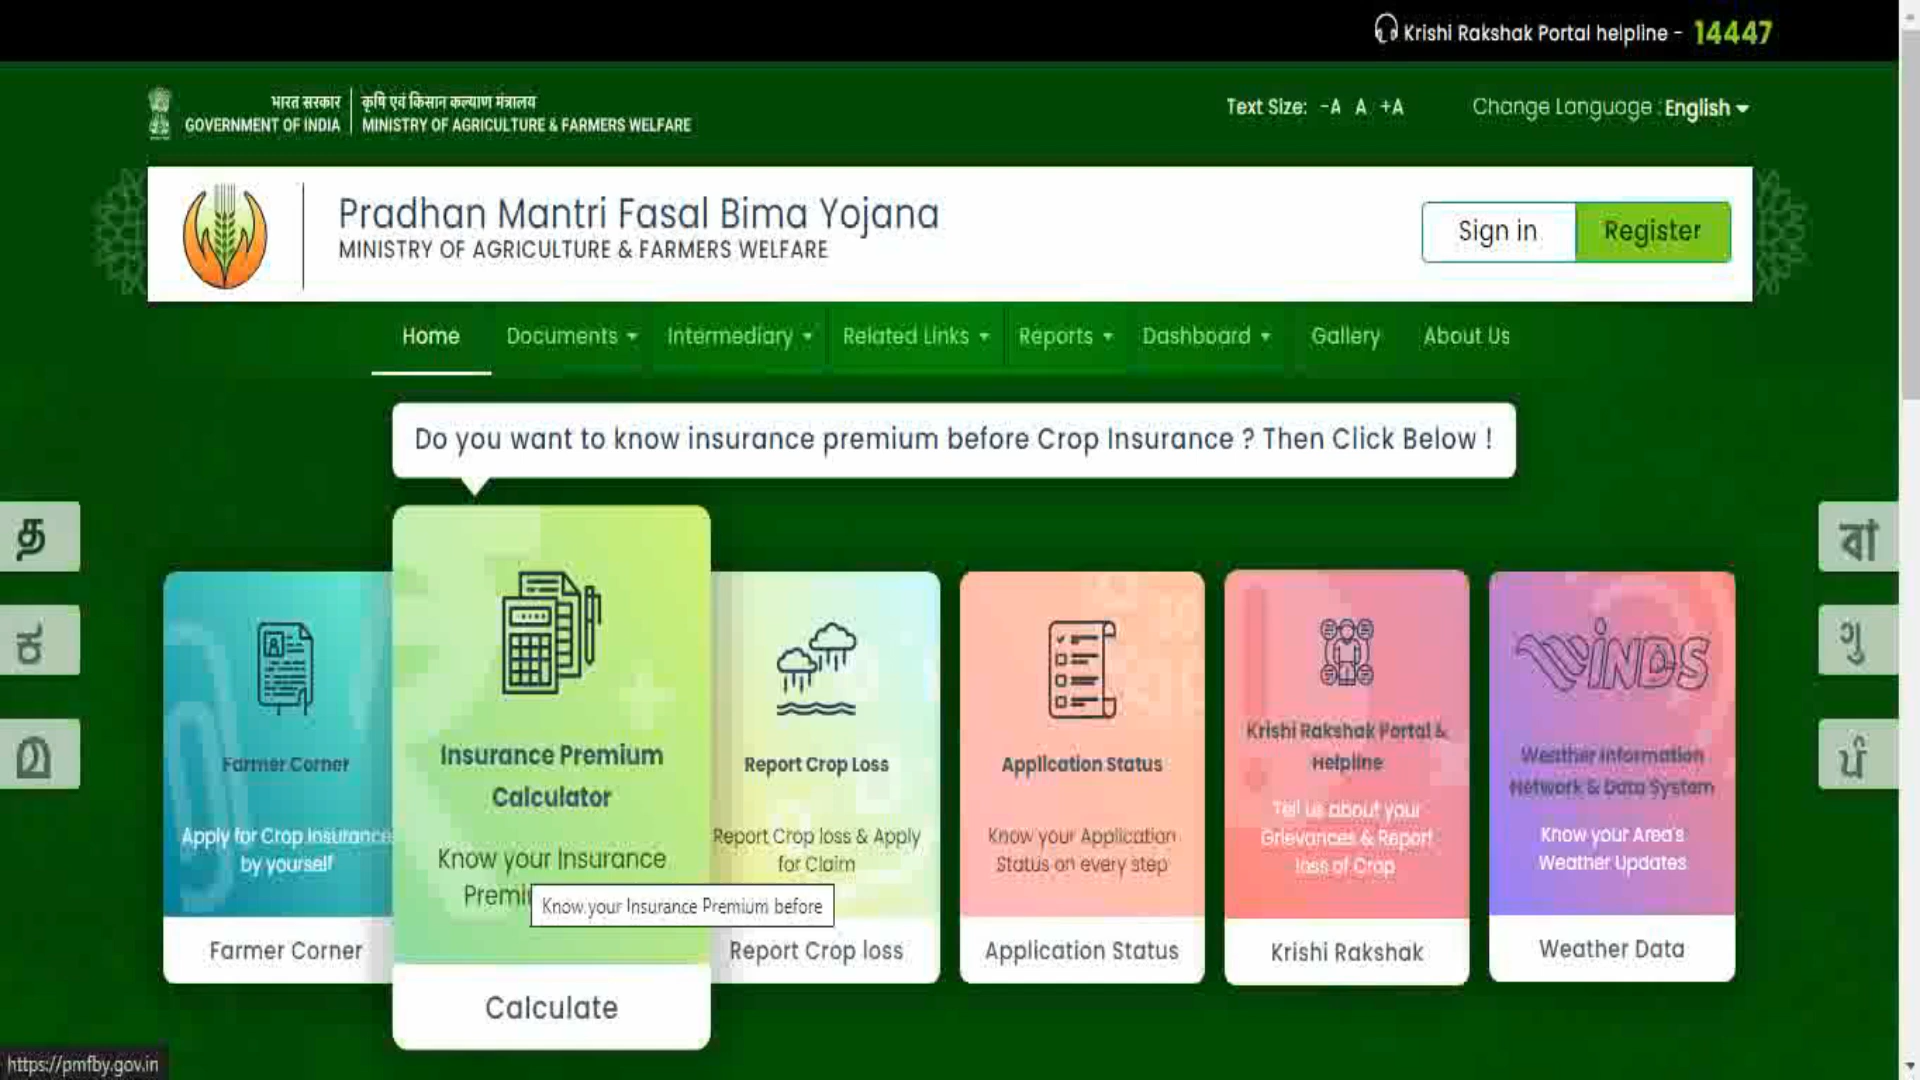 Krishi Rakshak Portal helpline - 14447
भारत सरकार
GOVERNMENT OF INDIA
कृषि एवं किसान कल्याण मंत्रालय
MINISTRY OF AGRICULTURE & FARMERS WELFARE
Text Size: -A A +A
Change Language : English
Pradhan Mantri Fasal Bima Yojana
MINISTRY OF AGRICULTURE & FARMERS WELFARE
Sign in
Register
Home Documents Intermediary Related Links Reports Dashboard Gallery About Us
Do you want to know insurance premium before Crop Insurance ? Then Click Below !
த
ಕ
മ
বা
ગુ
ਪੰ
Farmer Corner
Apply for Crop Insurance
by yourself
Farmer Corner
Insurance Premium
Calculator
Know your Insurance
Know your Insurance Premium before
Calculate
Report Crop Loss
Report Crop loss & Apply
for Claim
Report Crop loss
Application Status
Know your Application
Status on every step
Application Status
Krishi Rakshak Portal &
Helpline
Tell us about your
Grievances & Report
loss of Crop
Krishi Rakshak
WINDS
Weather Information
Network & Data System
Know your Area's
Weather Updates
Weather Data
https://pmfby.gov.in